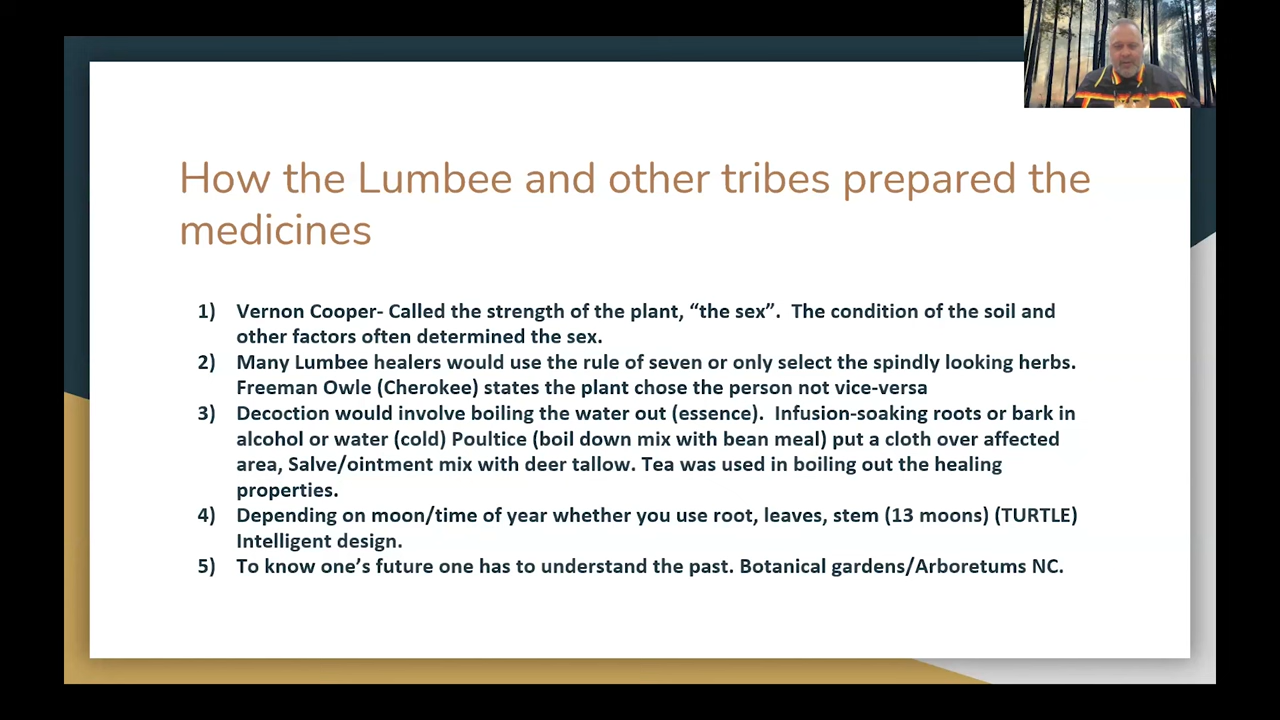 How the Lumbee and other tribes prepared the
medicines
1) Vernon Cooper- Called the strength of the plant, “the sex”.  The condition of the soil and
other factors often determined the sex.
2) Many Lumbee healers would use the rule of seven or only select the spindly looking herbs.
Freeman Owle (Cherokee) states the plant chose the person not vice-versa
3) Decoction would involve boiling the water out (essence).  Infusion-soaking roots or bark in
alcohol or water (cold) Poultice (boil down mix with bean meal) put a cloth over affected
area, Salve/ointment mix with deer tallow. Tea was used in boiling out the healing
properties.
4) Depending on moon/time of year whether you use root, leaves, stem (13 moons) (TURTLE)
Intelligent design.
5) To know one’s future one has to understand the past. Botanical gardens/Arboretums NC.